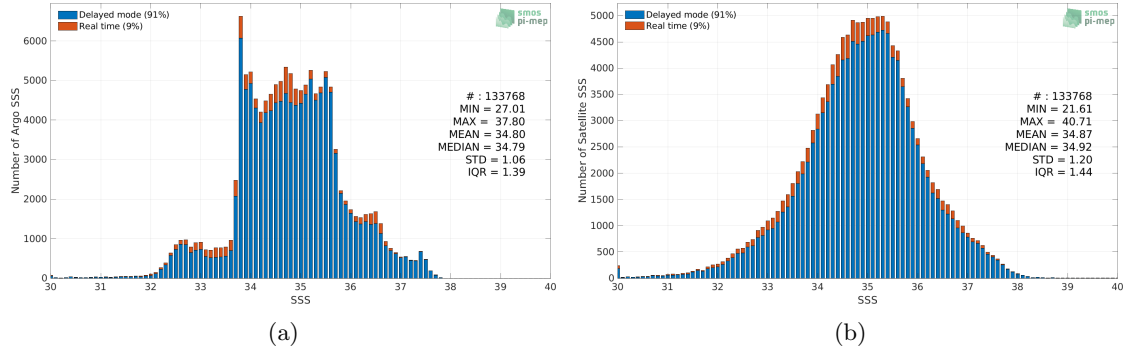 Delayed mode (91%)
Real time (9%)
smos
pi-mep
Number of Argo SSS
6000
5000
4000
3000
2000
1000
0
# : 133768
MIN = 27.01
MAX = 37.80
MEAN = 34.80
MEDIAN = 34.79
STD = 1.06
IQR = 1.39
30 31 32 33 34 35 36 37 38 39 40
SSS
(a)
Delayed mode (91%)
Real time (9%)
smos
pi-mep
Number of Satellite SSS
5000
4500
4000
3500
3000
2500
2000
1500
1000
500
0
# : 133768
MIN = 21.61
MAX = 40.71
MEAN = 34.87
MEDIAN = 34.92
STD = 1.20
IQR = 1.44
30 31 32 33 34 35 36 37 38 39 40
SSS
(b)